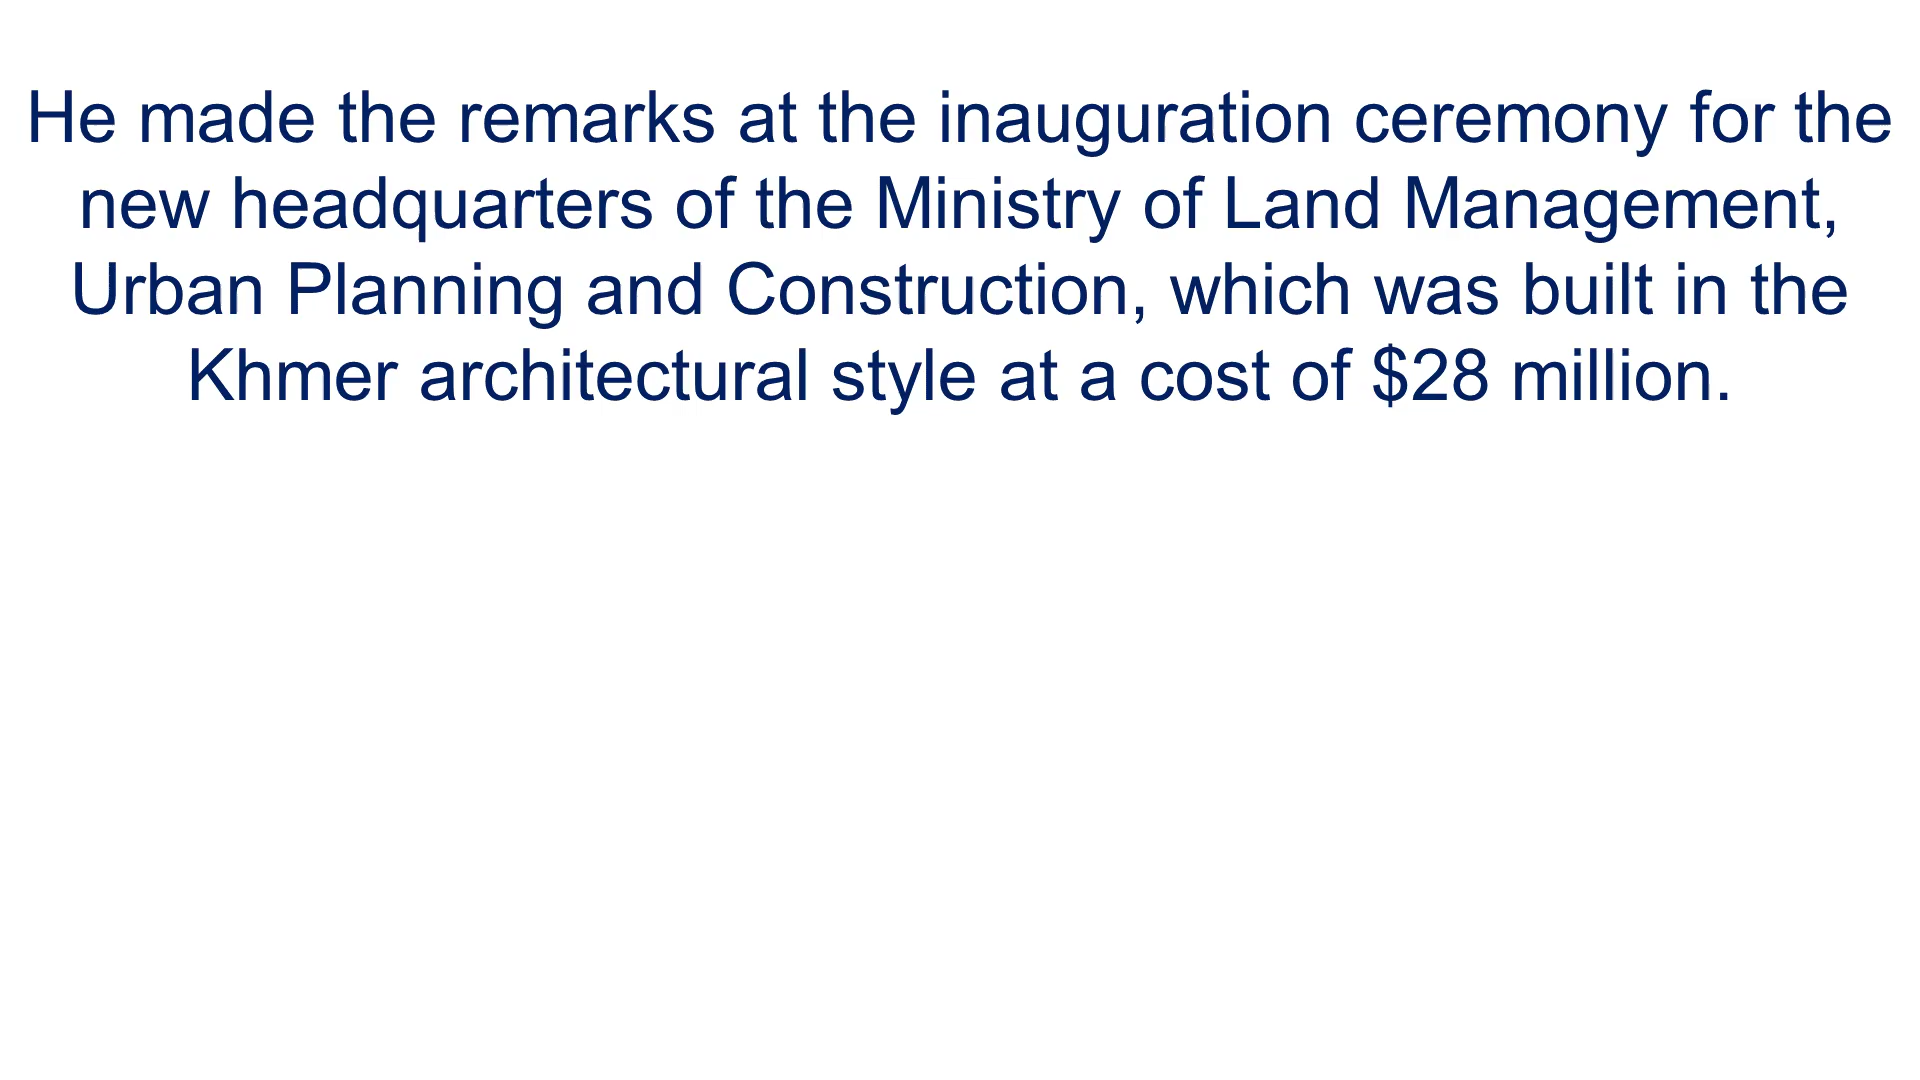 He made the remarks at the inauguration ceremony for the
new headquarters of the Ministry of Land Management,
Urban Planning and Construction, which was built in the
Khmer architectural style at a cost of $28 million.